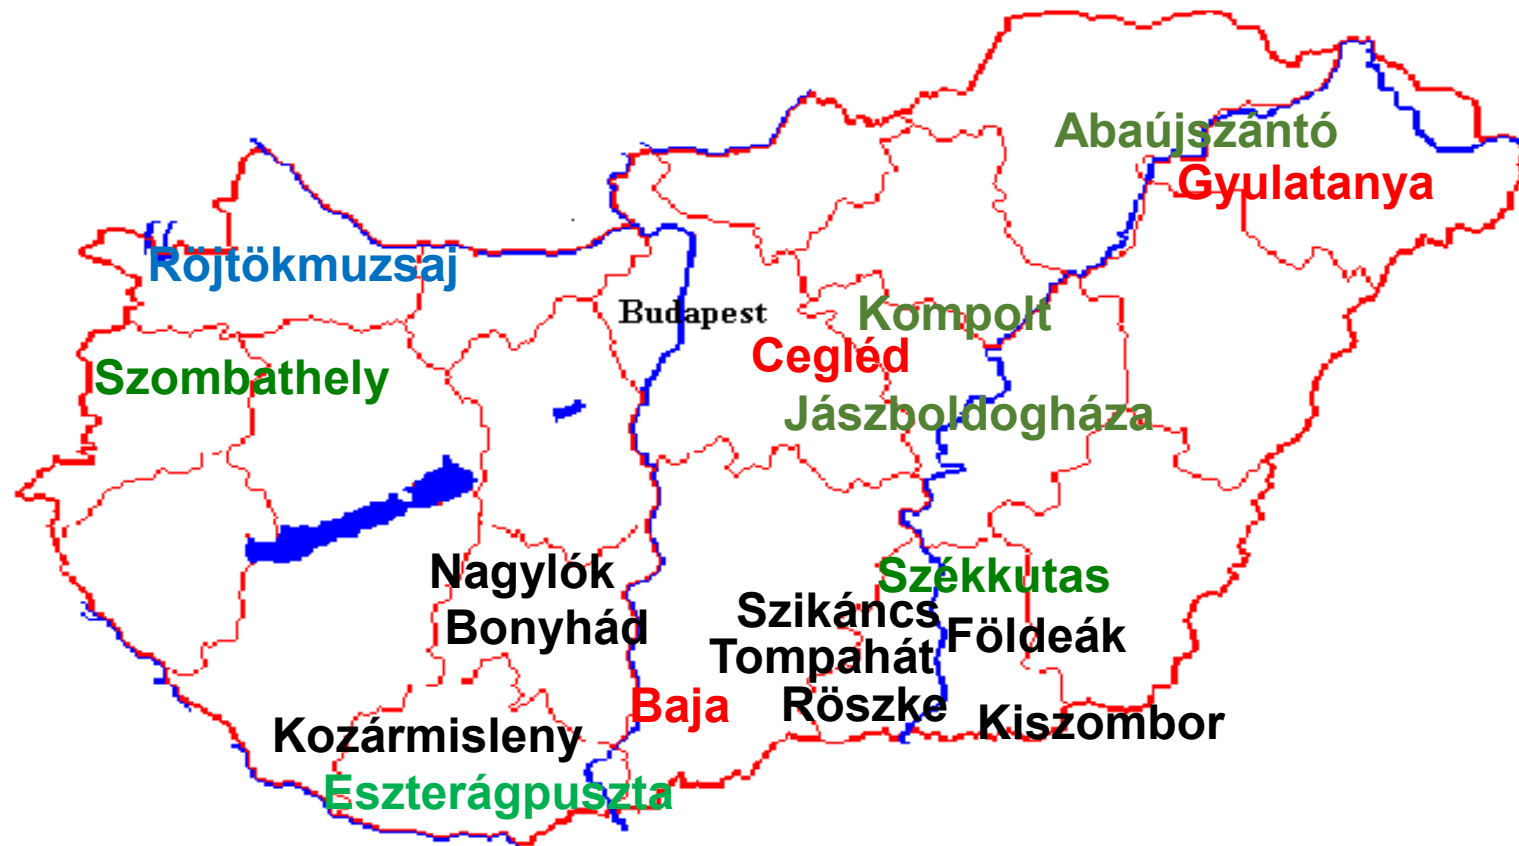 Abaújszántó
Gyulatanya
Röjtökmuzsaj
Budapest
Kompolt
Cegléd
Szombathely
Jászboldogháza
Nagylók
Székkutas
Szikáncs
Bonyhád
Földeák
Tompahát
Baja
Röszke
Kiszombor
Kozármisleny
Eszterágpuszta